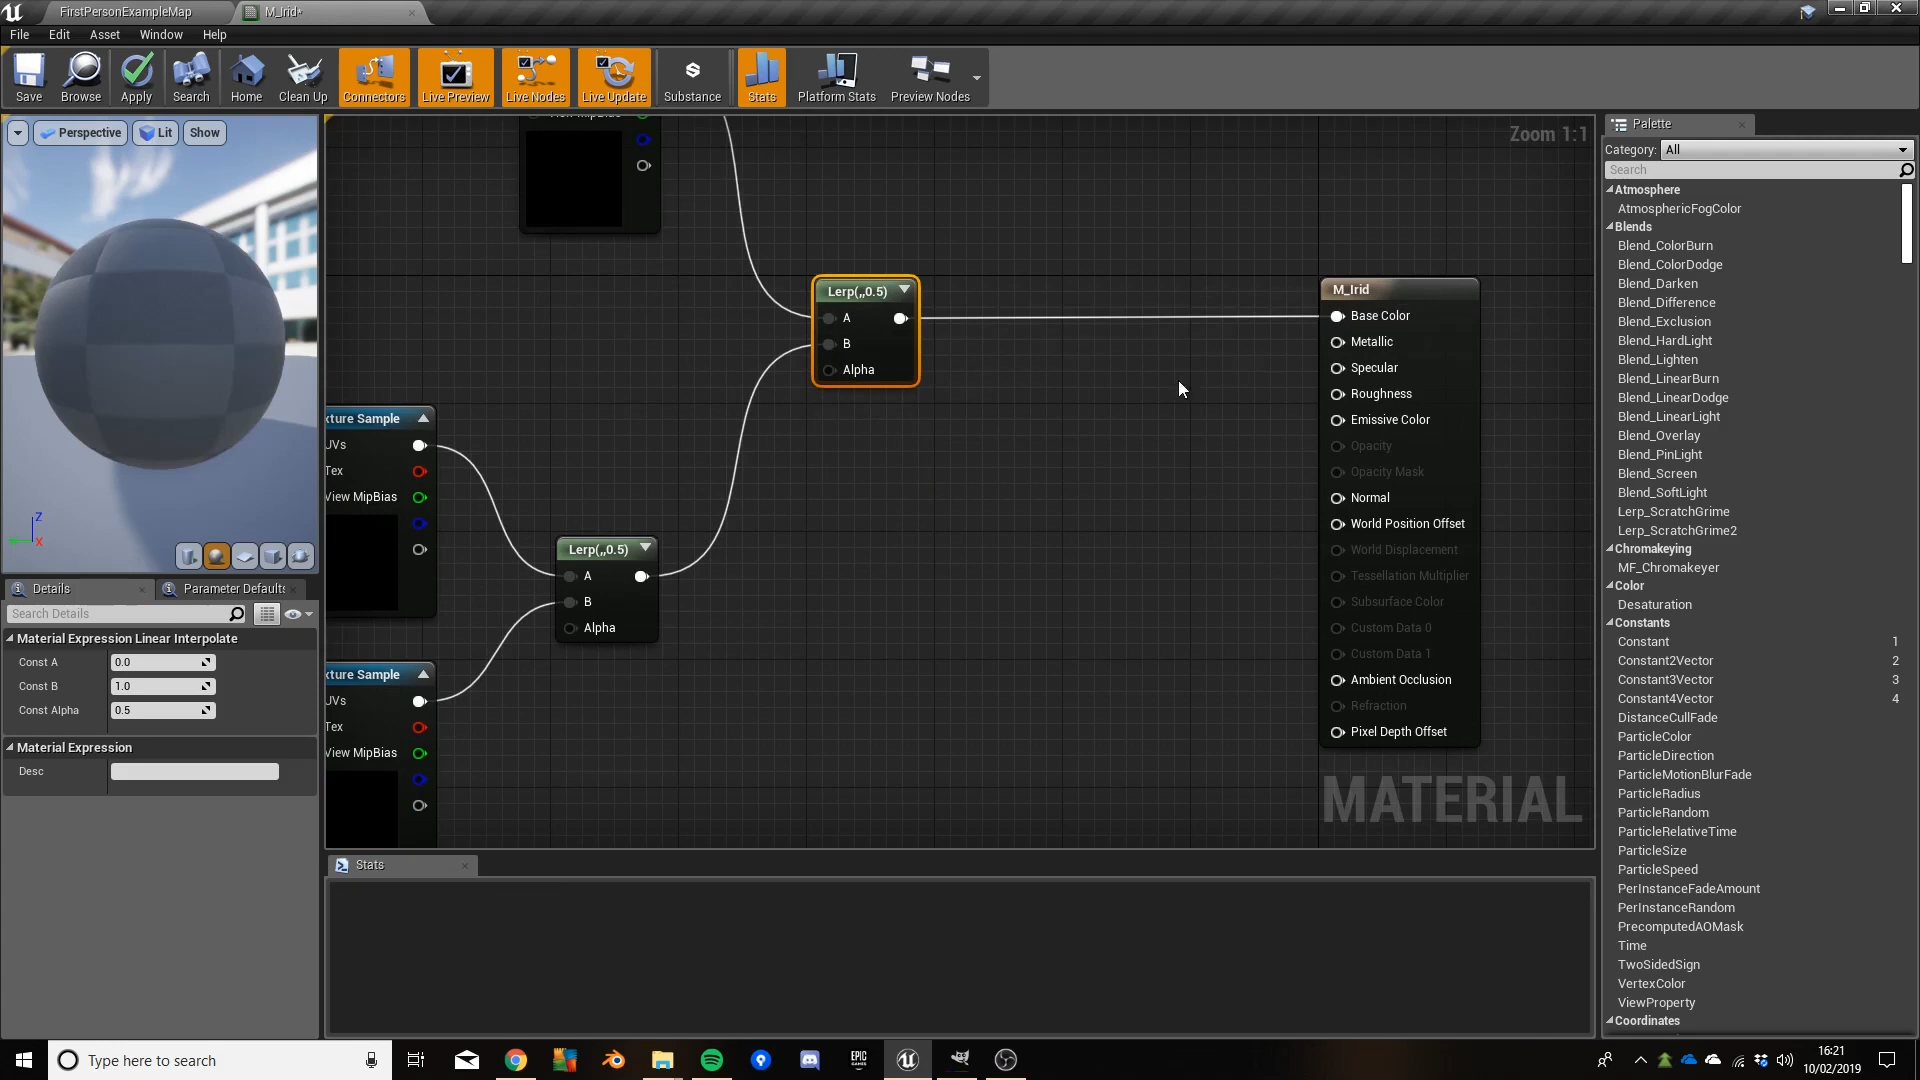 FirstPersonExampleMap
M_Irid*
File Edit Asset Window Help
Save Browse Apply Search Home Clean Up Connectors Live Preview Live Nodes Live Update Substance Stats Platform Stats Preview Nodes
Perspective Lit Show
Z
X
Details
Parameter Defaults
Search Details
Material Expression Linear Interpolate
Const A 0.0
Const B 1.0
Const Alpha 0.5
Material Expression
Desc
Zoom 1:1
View MipBias
Lerp(,,0.5)
A
B
Alpha
xture Sample
UVs
Tex
View MipBias
Lerp(,,0.5)
A
B
Alpha
xture Sample
UVs
Tex
View MipBias
M_Irid
Base Color
Metallic
Specular
Roughness
Emissive Color
Opacity
Opacity Mask
Normal
World Position Offset
World Displacement
Tessellation Multiplier
Subsurface Color
Custom Data 0
Custom Data 1
Ambient Occlusion
Refraction
Pixel Depth Offset
MATERIAL
Stats
Palette
Category: All
Search
Atmosphere
AtmosphericFogColor
Blends
Blend_ColorBurn
Blend_ColorDodge
Blend_Darken
Blend_Difference
Blend_Exclusion
Blend_HardLight
Blend_Lighten
Blend_LinearBurn
Blend_LinearDodge
Blend_LinearLight
Blend_Overlay
Blend_PinLight
Blend_Screen
Blend_SoftLight
Lerp_ScratchGrime
Lerp_ScratchGrime2
Chromakeying
MF_Chromakeyer
Color
Desaturation
Constants
Constant 1
Constant2Vector 2
Constant3Vector 3
Constant4Vector 4
DistanceCullFade
ParticleColor
ParticleDirection
ParticleMotionBlurFade
ParticleRadius
ParticleRandom
ParticleRelativeTime
ParticleSize
ParticleSpeed
PerInstanceFadeAmount
PerInstanceRandom
PrecomputedAOMask
Time
TwoSidedSign
VertexColor
ViewProperty
Coordinates
Type here to search
EPIC
GAMES
16:21
10/02/2019